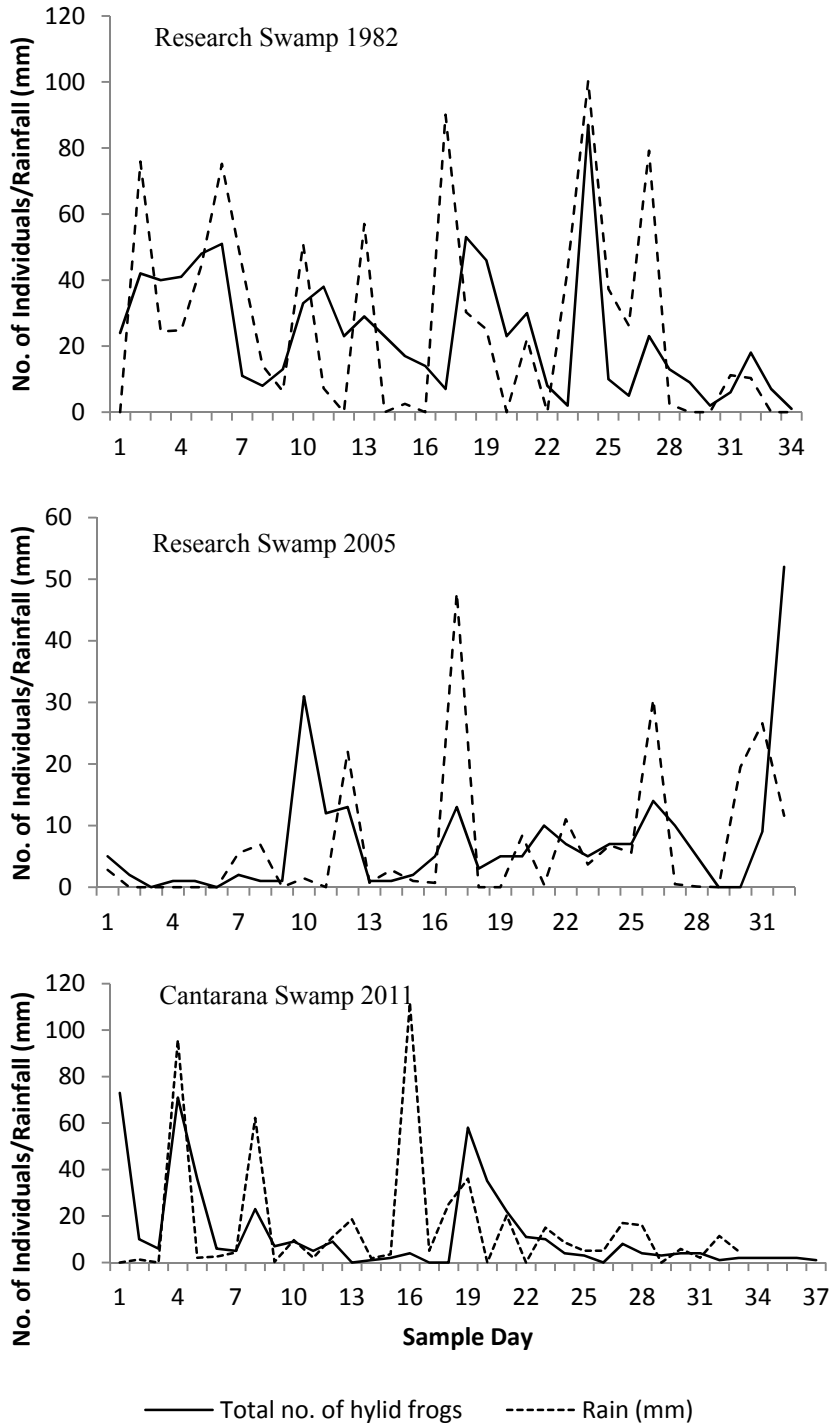 Research Swamp 1982
No. of Individuals/Rainfall (mm)
120
100
80
60
40
20
0
1 4 7 10 13 16 19 22 25 28 31 34
Research Swamp 2005
No. of Individuals/Rainfall (mm)
60
50
40
30
20
10
0
1 4 7 10 13 16 19 22 25 28 31
Cantarana Swamp 2011
No. of Individuals/Rainfall (mm)
120
100
80
60
40
20
0
1 4 7 10 13 16 19 22 25 28 31 34 37
Sample Day
Total no. of hylid frogs Rain (mm)